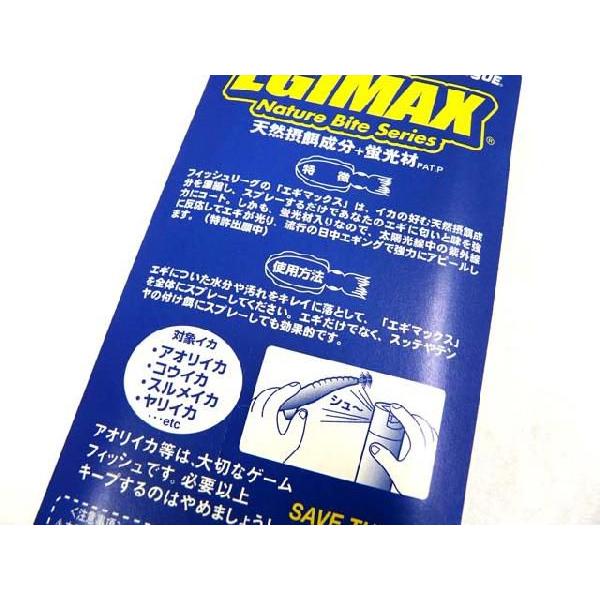 EGIMAX®
Nature Bite Series
天然摂餌成分+蛍光材PAT.P
特徴
フィッシュリーグの「エギマックス」は、イカの好む天然摂餌成
分を凝縮し、スプレーするだけであなたのエギに匂いと味を強
力にコート。しかも、蛍光材入りなので、太陽光線中の紫外線
に反応してエギが光り、流行の日中エギングで強力にアピールし
ます。(特許出願中)
使用方法
エギについた水分や汚れをキレイに落として、「エギマックス」
を全体にスプレーしてください。エギだけでなく、スッテやテン
ヤの付け餌にスプレーしても効果的です。
対象イカ
・アオリイカ
・コウイカ
・スルメイカ
・ヤリイカ
…etc
シュ〜
アオリイカ等は、大切なゲーム
フィッシュです。必要以上
キープするのはやめましょう!
SAVE
<注意事項>